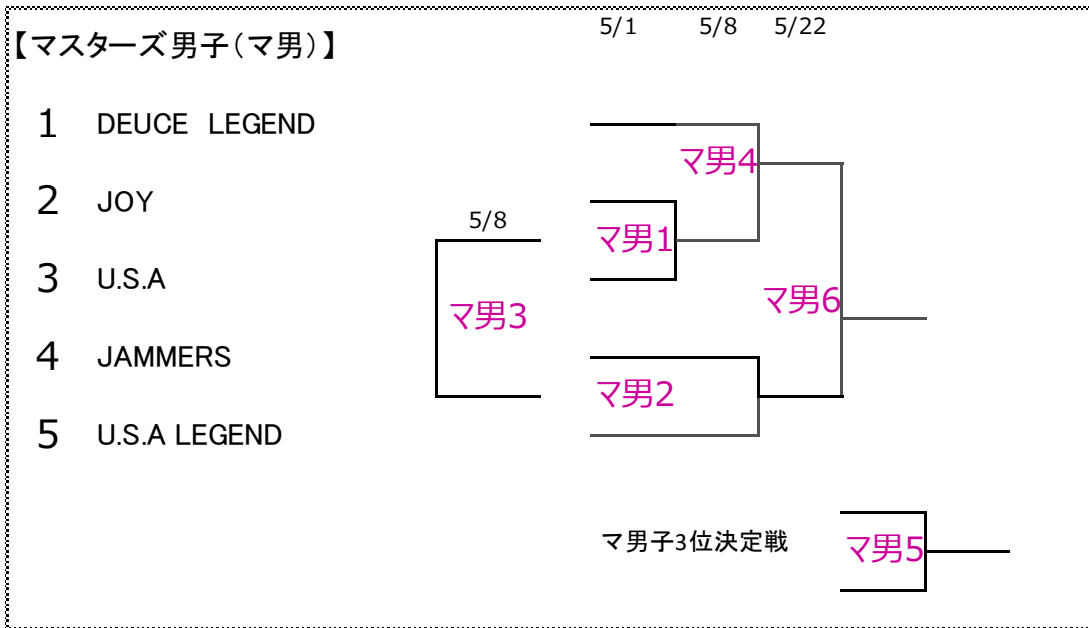 【マスターズ男子（マ男）】
5/1 5/8 5/22
1 DEUCE LEGEND
マ男4
2 JOY
5/8
マ男1
3 U.S.A
マ男3
マ男6
4 JAMMERS
マ男2
5 U.S.A LEGEND
マ男子3位決定戦
マ男5